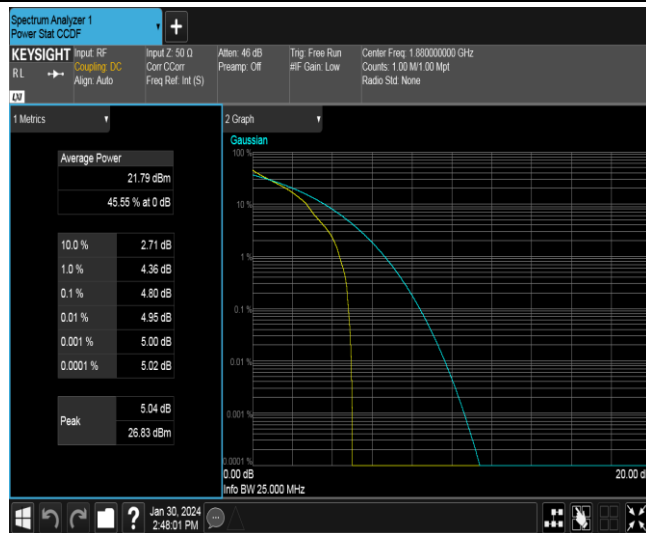 Spectrum Analyzer 1
Power Stat CCDF
KEYSIGHT
RL
Input: RF
Coupling: DC
Align: Auto
Input Z: 50 Ω
Corr CCorr
Freq Ref: Int (S)
Atten: 46 dB
Preamp: Off
Trig: Free Run
#IF Gain: Low
Center Freq: 1.880000000 GHz
Counts: 1.00 M/1.00 Mpt
Radio Std: None
1 Metrics
Average Power
21.79 dBm
45.55 % at 0 dB
10.0 % 2.71 dB
1.0 % 4.36 dB
0.1 % 4.80 dB
0.01 % 4.95 dB
0.001 % 5.00 dB
0.0001 % 5.02 dB
Peak
5.04 dB
26.83 dBm
2 Graph
Gaussian
100 %
10 %
1 %
0.1 %
0.01 %
0.001 %
0.0001 %
0.00 dB
20.00 d
Info BW 25.000 MHz
Jan 30, 2024
2:48:01 PM